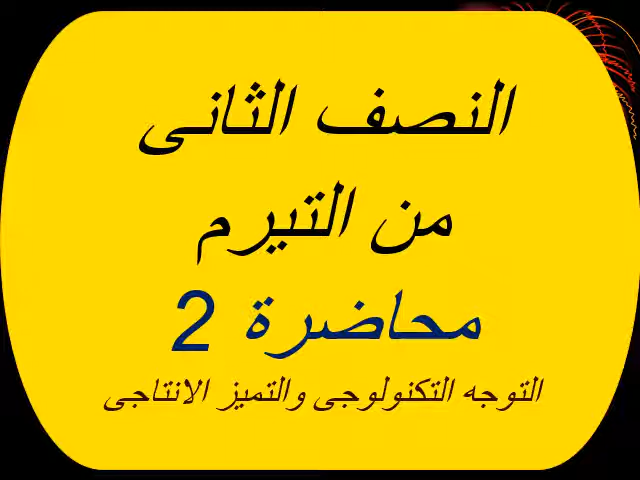 النصف الثانى
من التيرم
محاضرة 2
التوجه التكنولوجى والتميز الانتاجى